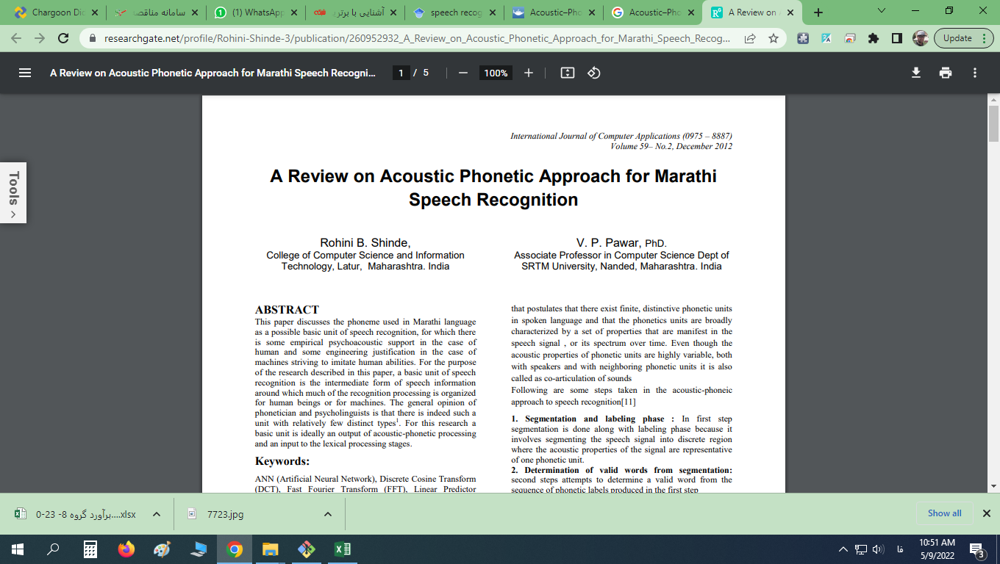 Chargoon Di
سامانه مناقصا
(1) WhatsApp
آشنایی با برتری
speech recog
Acoustic–Pho
Acoustic–Pho
A Review on
researchgate.net/profile/Rohini-Shinde-3/publication/260952932_A_Review_on_Acoustic_Phonetic_Approach_for_Marathi_Speech_Recog...
Update
A Review on Acoustic Phonetic Approach for Marathi Speech Recogni...
1 / 5
100%
Tools
International Journal of Computer Applications (0975 – 8887)
Volume 59– No.2, December 2012
A Review on Acoustic Phonetic Approach for Marathi
Speech Recognition
Rohini B. Shinde,
College of Computer Science and Information
Technology, Latur, Maharashtra. India
V. P. Pawar, PhD.
Associate Professor in Computer Science Dept of
SRTM University, Nanded, Maharashtra. India
ABSTRACT
This paper discusses the phoneme used in Marathi language
as a possible basic unit of speech recognition, for which there
is some empirical psychoacoustic support in the case of
human and some engineering justification in the case of
machines striving to imitate human abilities. For the purpose
of the research described in this paper, a basic unit of speech
recognition is the intermediate form of speech information
around which much of the recognition processing is organized
for human beings or for machines. The general opinion of
phonetician and psycholinguists is that there is indeed such a
unit with relatively few distinct types1. For this research a
basic unit is ideally an output of acoustic-phonetic processing
and an input to the lexical processing stages.
Keywords:
ANN (Artificial Neural Network), Discrete Cosine Transform
(DCT), Fast Fourier Transform (FFT), Linear Predictor
that postulates that there exist finite, distinctive phonetic units
in spoken language and that the phonetics units are broadly
characterized by a set of properties that are manifest in the
speech signal , or its spectrum over time. Even though the
acoustic properties of phonetic units are highly variable, both
with speakers and with neighboring phonetic units it is also
called as co-articulation of sounds
Following are some steps taken in the acoustic-phoneic
approach to speech recognition[11]
1. Segmentation and labeling phase : In first step
segmentation is done along with labeling phase because it
involves segmenting the speech signal into discrete region
where the acoustic properties of the signal are representative
of one phonetic unit.
2. Determination of valid words from segmentation:
second steps attempts to determine a valid word from the
sequence of phonetic labels produced in the first step
برآورد گروه 8- 23-0....xlsx
7723.jpg
Show all
فا
10:51 AM
5/9/2022
3